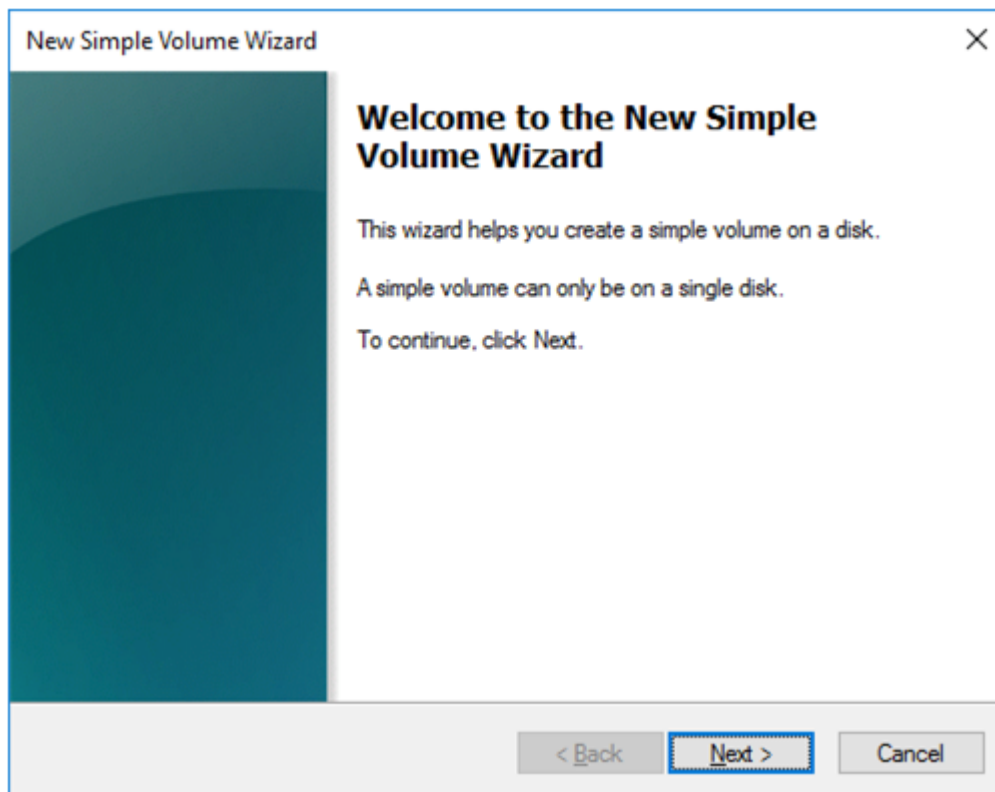 New Simple Volume Wizard
Welcome to the New Simple
Volume Wizard
This wizard helps you create a simple volume on a disk.
A simple volume can only be on a single disk.
To continue, click Next.
< Back
Next >
Cancel